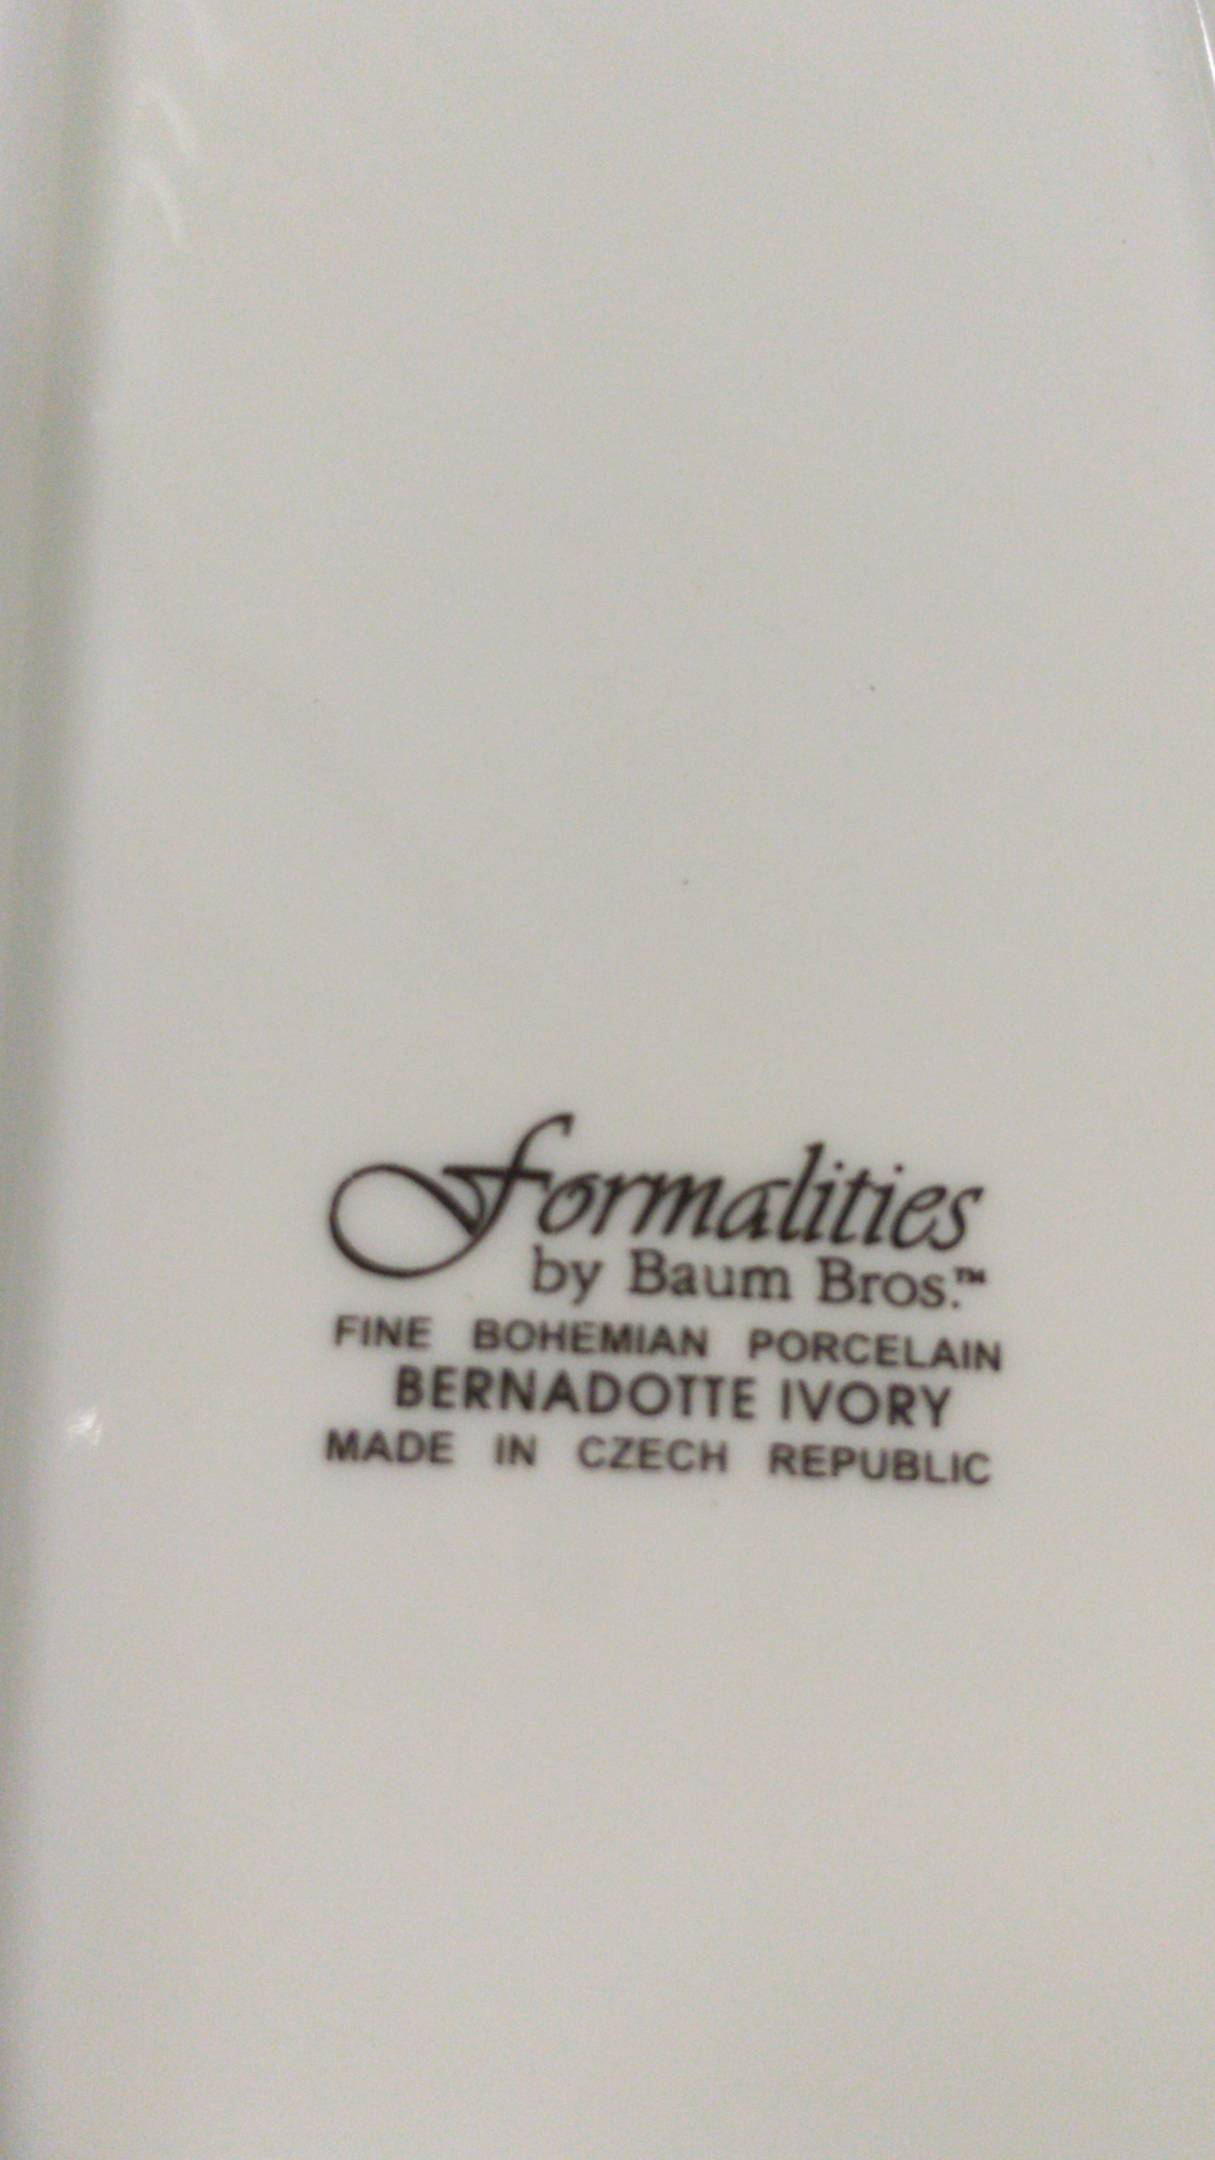 formalities
by Baum Bros.™
FINE BOHEMIAN PORCELAIN
BERNADOTTE IVORY
MADE IN CZECH REPUBLIC